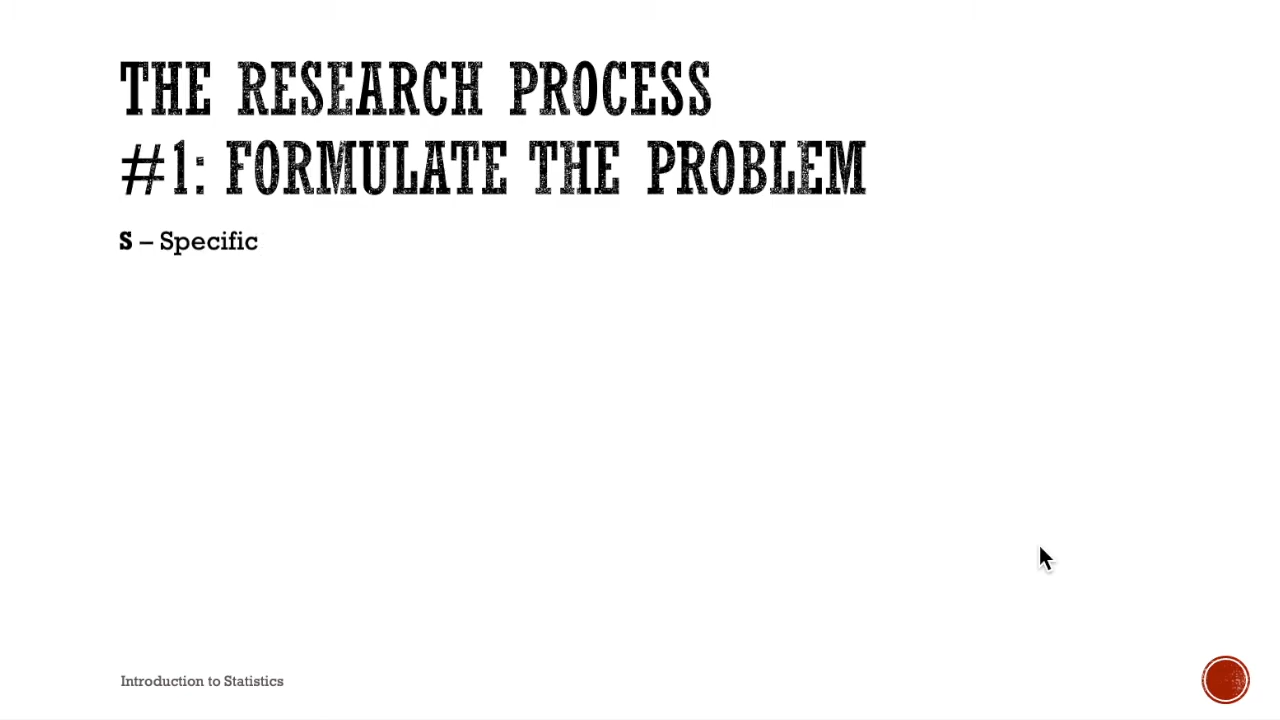 THE RESEARCH PROCESS
#1: FORMULATE THE PROBLEM
S – Specific
Introduction to Statistics